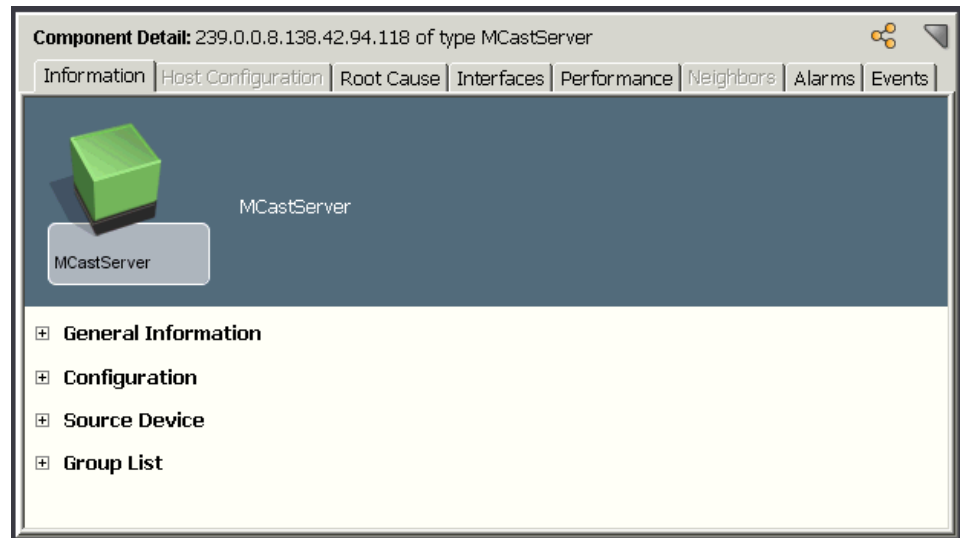 Component Detail: 239.0.0.8.138.42.94.118 of type MCastServer
Information Host Configuration Root Cause Interfaces Performance Neighbors Alarms Events
MCastServer
MCastServer
General Information
Configuration
Source Device
Group List